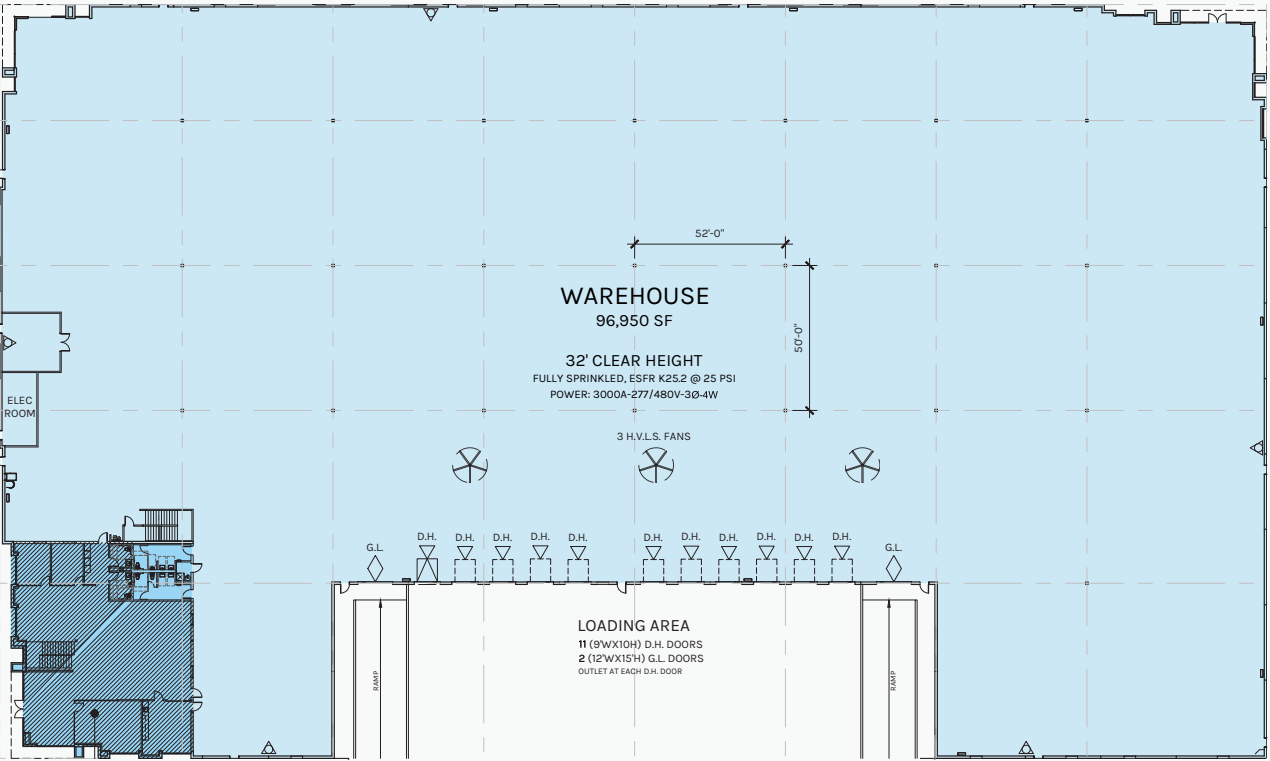 52'-0"
WAREHOUSE
96,950 SF
50'-0"
32' CLEAR HEIGHT
FULLY SPRINKLED, ESFR K25.2 @ 25 PSI
POWER: 3000A-277/480V-3Ø-4W
ELEC
ROOM
3 H.V.L.S. FANS
G.L.
D.H.
D.H.
D.H.
D.H.
D.H.
D.H.
D.H.
D.H.
D.H.
D.H.
D.H.
G.L.
LOADING AREA
11 (9'WX10H) D.H. DOORS
2 (12'WX15'H) G.L. DOORS
OUTLET AT EACH D.H. DOOR
RAMP
RAMP